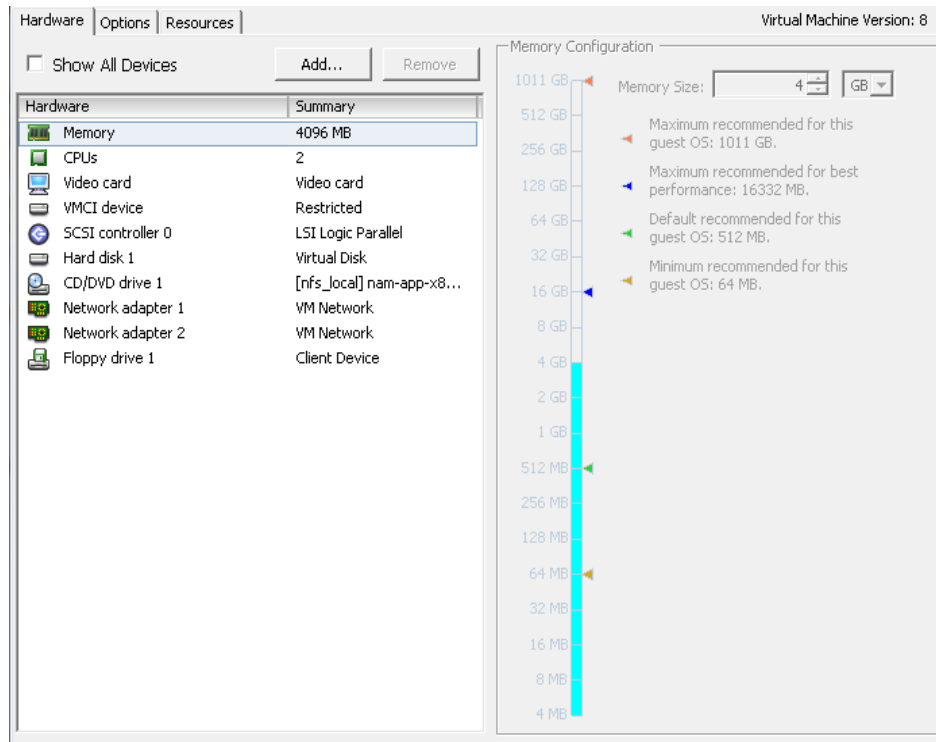 Hardware Options Resources Virtual Machine Version: 8
Show All Devices Add... Remove
Hardware Summary
Memory 4096 MB
CPUs 2
Video card Video card
VMCI device Restricted
SCSI controller 0 LSI Logic Parallel
Hard disk 1 Virtual Disk
CD/DVD drive 1 [nfs_local] nam-app-x8...
Network adapter 1 VM Network
Network adapter 2 VM Network
Floppy drive 1 Client Device
Memory Configuration
Memory Size: 4 GB
1011 GB
512 GB
256 GB
128 GB
64 GB
32 GB
16 GB
8 GB
4 GB
2 GB
1 GB
512 MB
256 MB
128 MB
64 MB
32 MB
16 MB
8 MB
4 MB
Maximum recommended for this
guest OS: 1011 GB.
Maximum recommended for best
performance: 16332 MB.
Default recommended for this
guest OS: 512 MB.
Minimum recommended for this
guest OS: 64 MB.